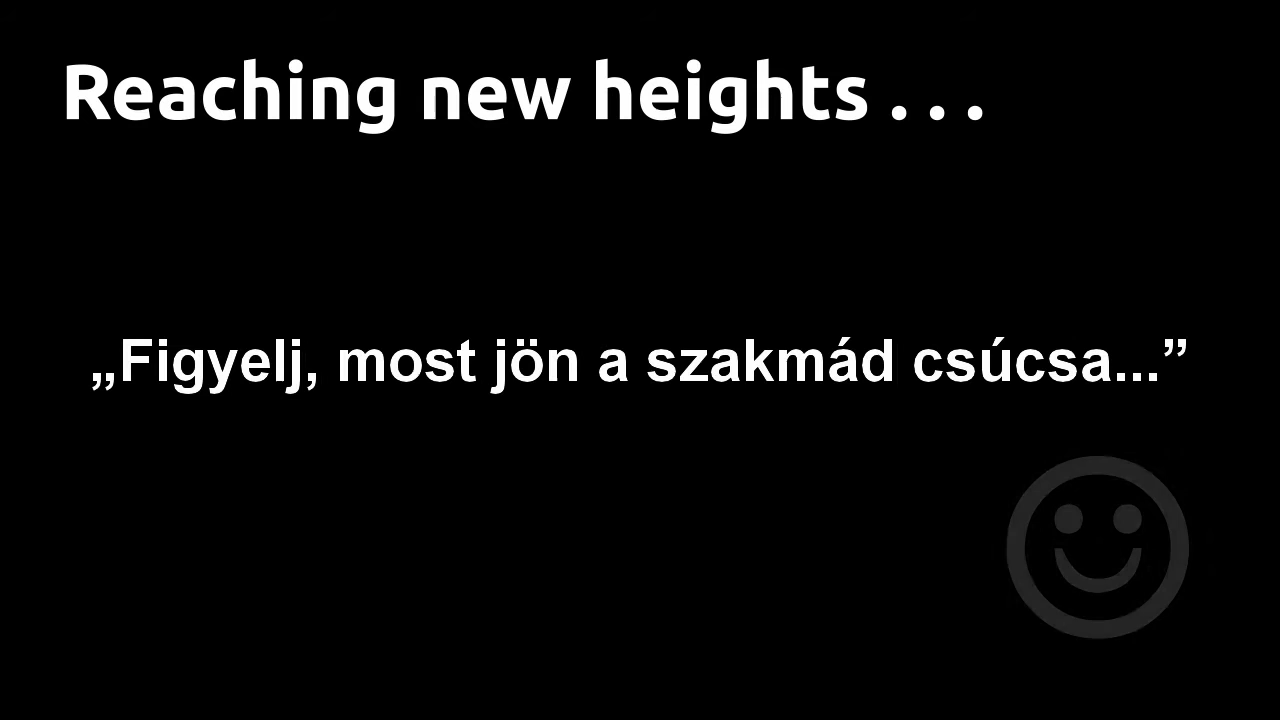 Reaching new heights . . .
„Figyelj, most jön a szakmád csúcsa...”